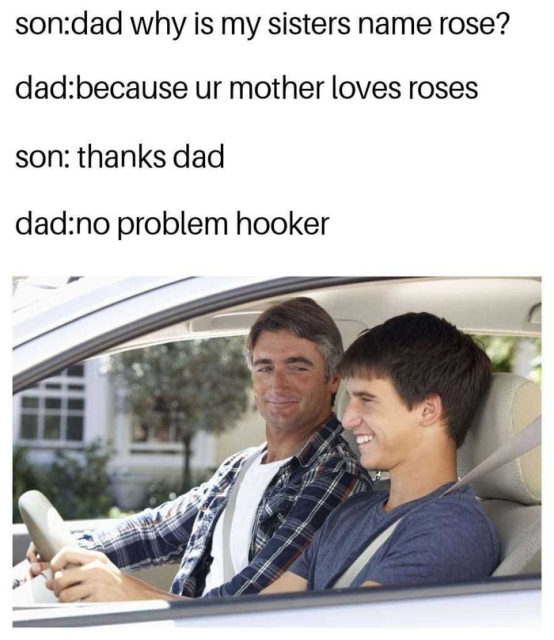 son:dad why is my sisters name rose?
dad:because ur mother loves roses
son: thanks dad
dad:no problem hooker